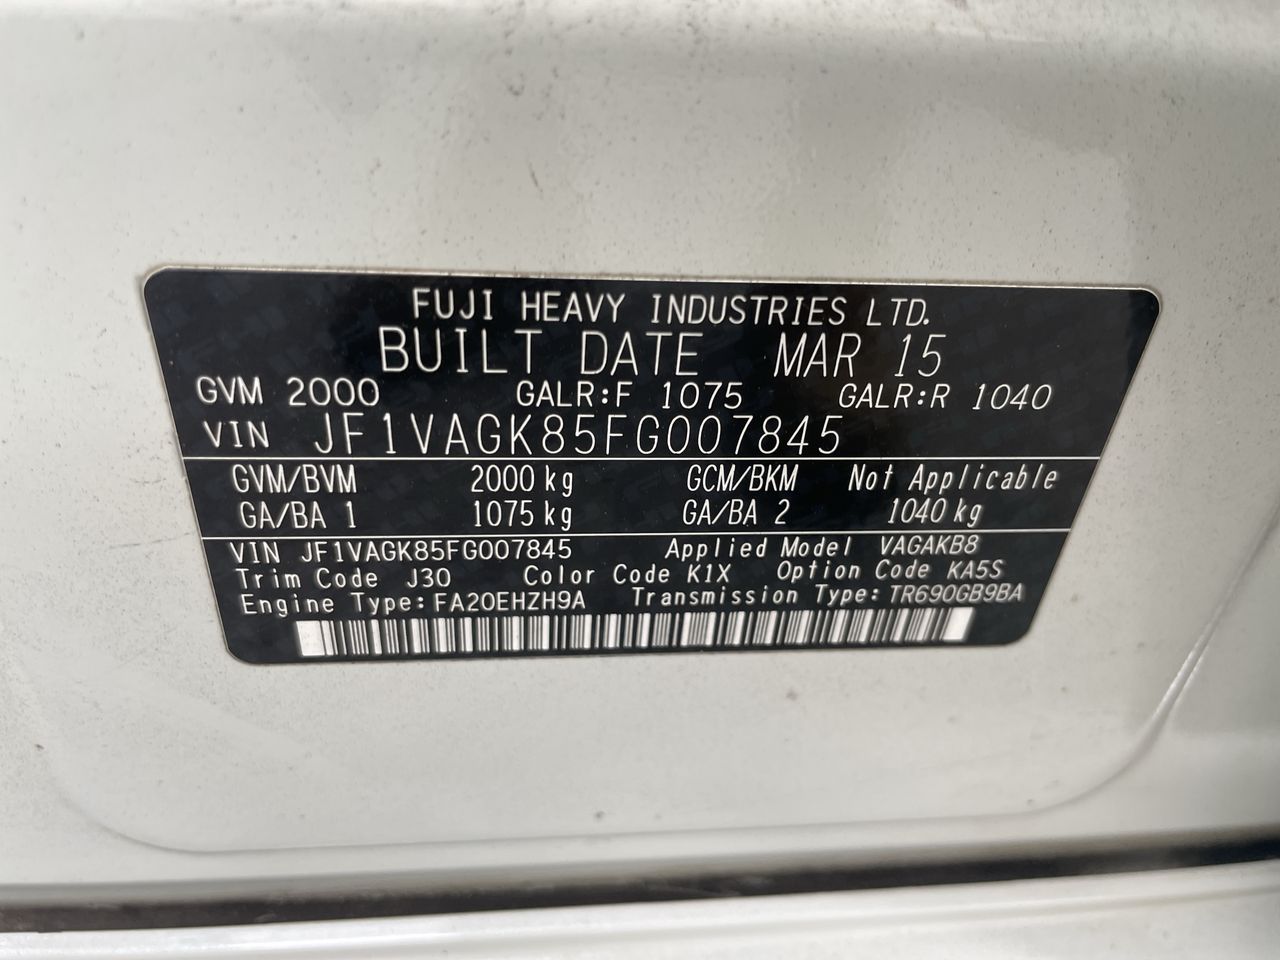 FUJI HEAVY INDUSTRIES LTD.
BUILT DATE MAR 15
GVM 2000 GALR:F 1075 GALR:R 1040
VIN JF1VAGK85FG007845
GVM/BVM 2000 kg GCM/BKM Not Applicable
GA/BA 1 1075 kg GA/BA 2 1040 kg
VIN JF1VAGK85FG007845 Applied Model VAGAKB8
Trim Code J30 Color Code K1X Option Code KA5S
Engine Type:FA20EHZH9A Transmission Type:TR690GB9BA